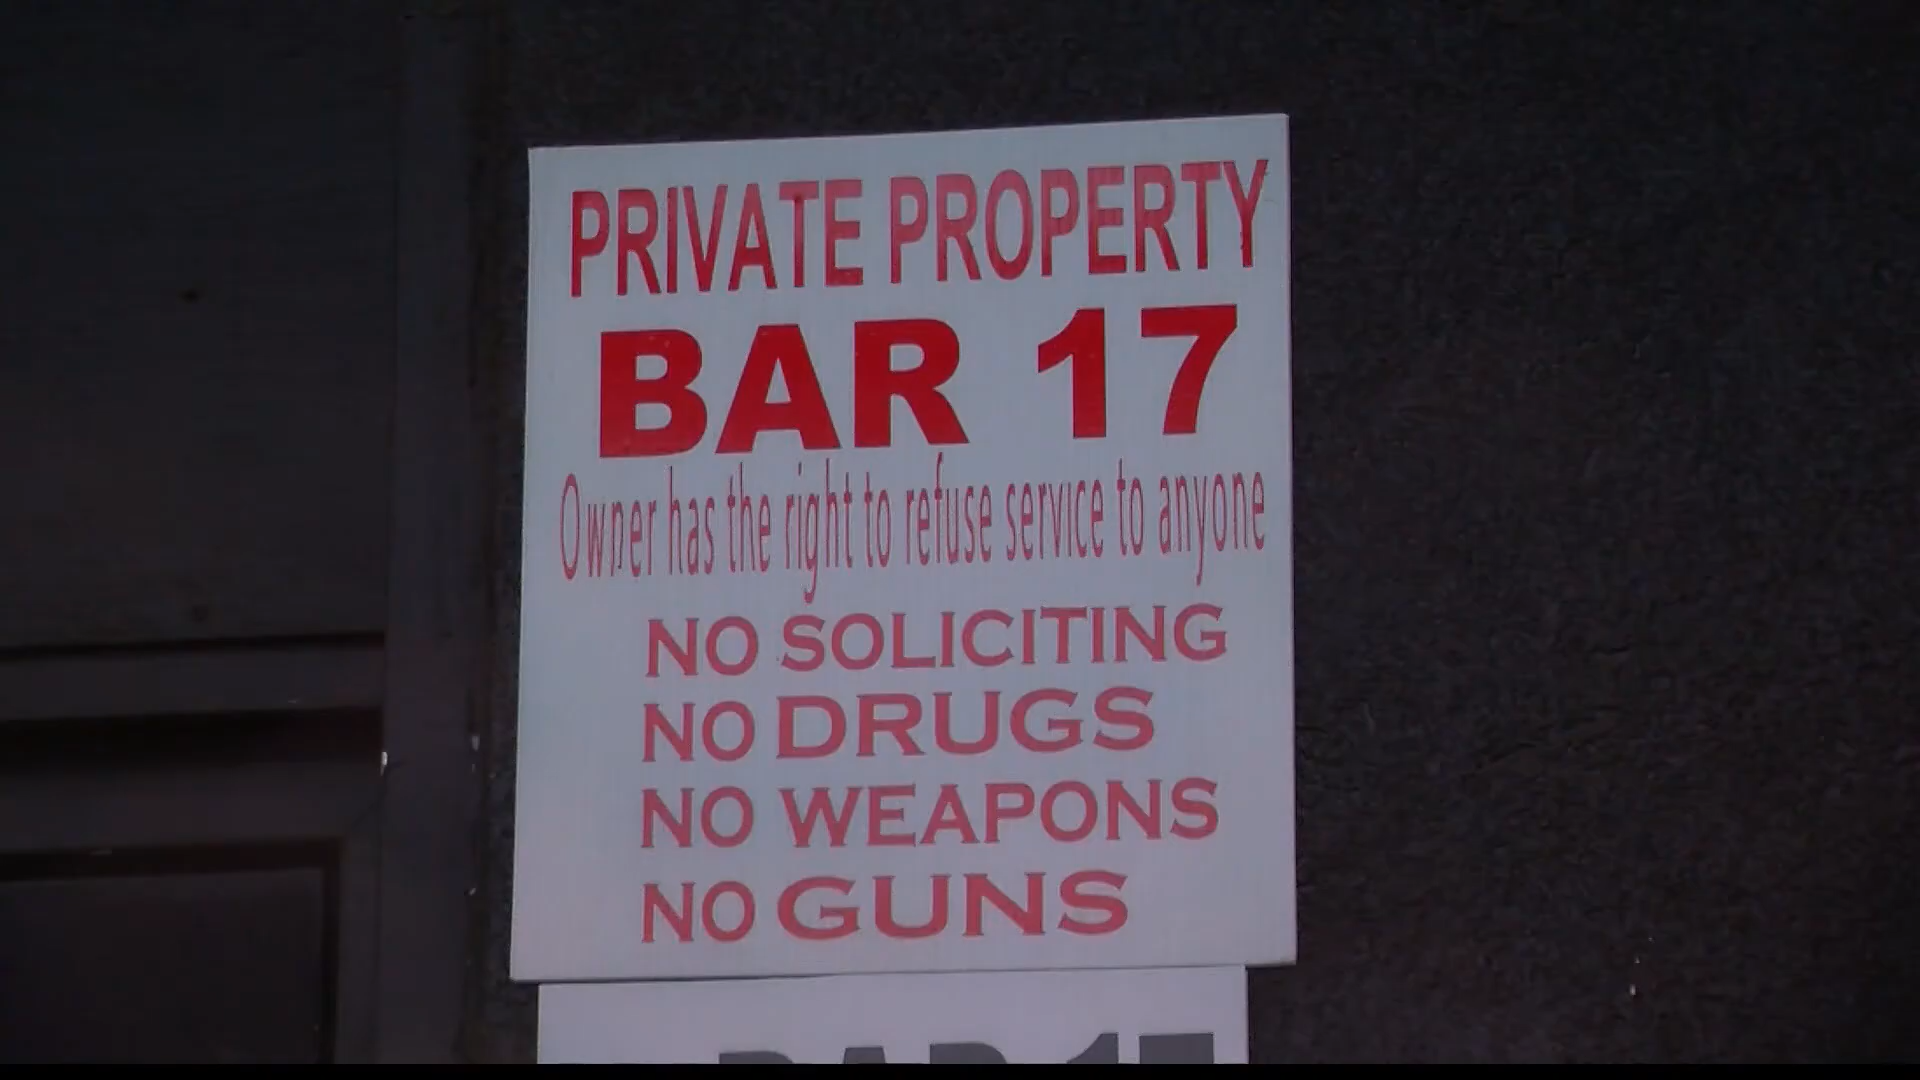 PRIVATE PROPERTY
BAR 17
Owner has the right to refuse service to anyone
NO SOLICITING
NO DRUGS
NO WEAPONS
NO GUNS
BAR 17